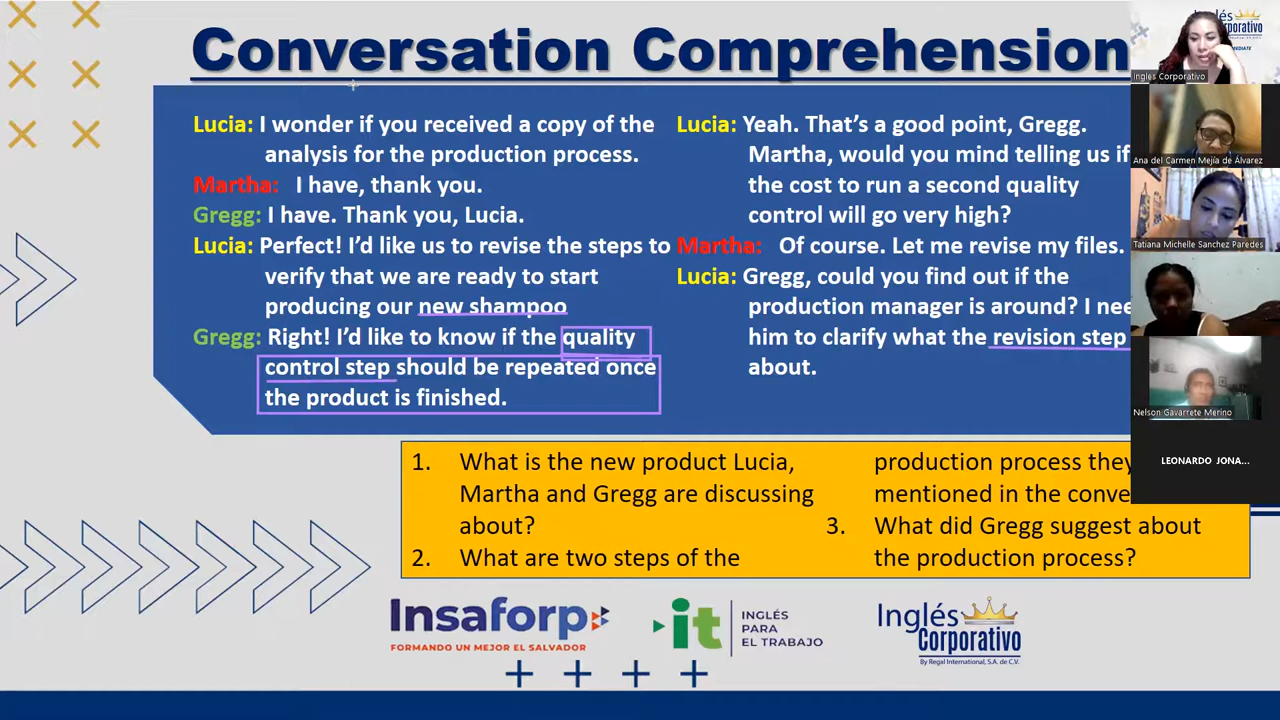 Conversation Comprehension
Lucia: I wonder if you received a copy of the
analysis for the production process.
Martha: I have, thank you.
Gregg: I have. Thank you, Lucia.
Lucia: Perfect! I'd like us to revise the steps to
verify that we are ready to start
producing our new shampoo
Gregg: Right! I'd like to know if the quality
control step should be repeated once
the product is finished.
Lucia: Yeah. That's a good point, Gregg.
Martha, would you mind telling us if
the cost to run a second quality
control will go very high?
Martha: Of course. Let me revise my files.
Lucia: Gregg, could you find out if the
production manager is around? I nee
him to clarify what the revision step
about.
1. What is the new product Lucia,
Martha and Gregg are discussing
about?
2. What are two steps of the
production process they
mentioned in the conve
3. What did Gregg suggest about
the production process?
Insaforp
FORMANDO UN MEJOR EL SALVADOR
it
INGLÉS
PARA
EL TRABAJO
Inglés
Corporativo
By Regal International, S.A. de C.V.
Inglés
Corporativo
MEDIATE
Ingles Corporativo
Ana del Carmen Mejía de Álvarez
Tatiana Michelle Sanchez Paredes
Nelson Gavarrete Merino
LEONARDO JONA...